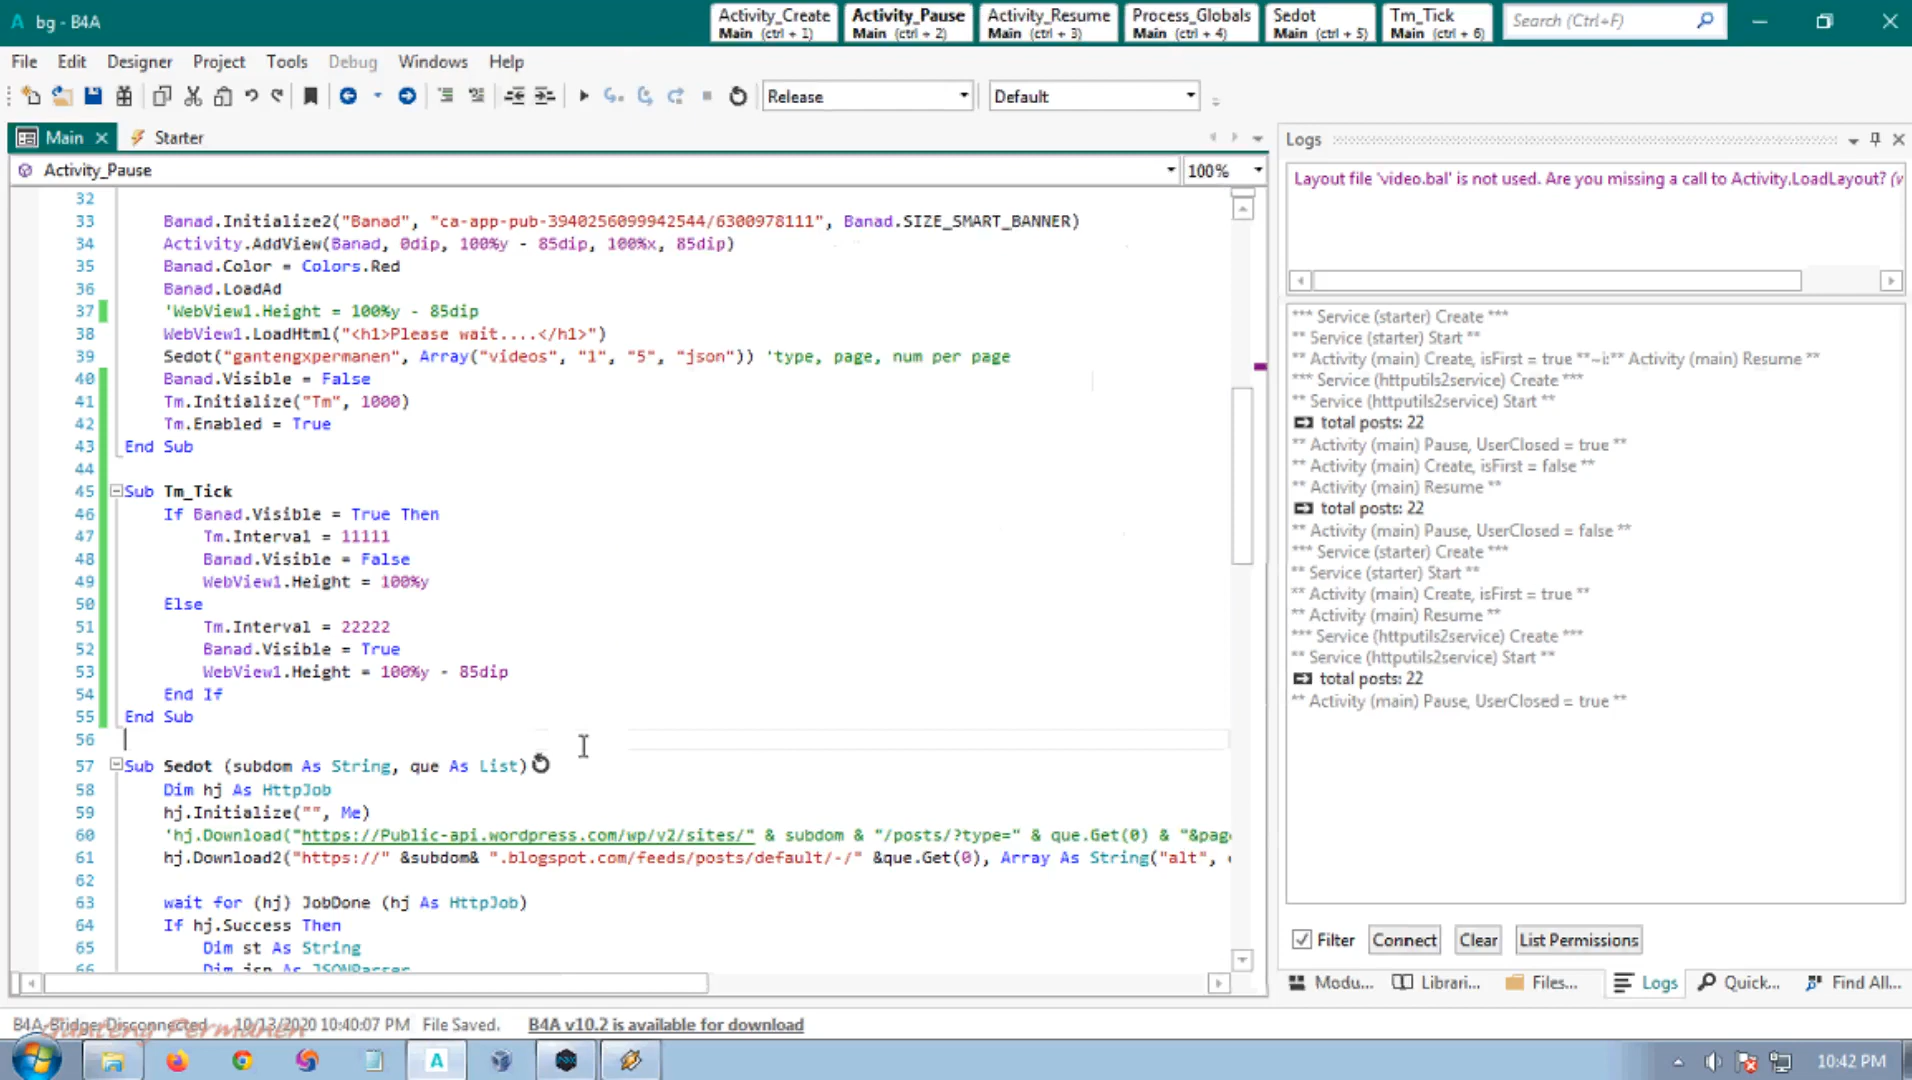 bg - B4A
Activity_Create Main (ctrl + 1)
Activity_Pause Main (ctrl + 2)
Activity_Resume Main (ctrl + 3)
Process_Globals Main (ctrl + 4)
Sedot Main (ctrl + 5)
Tm_Tick Main (ctrl + 6)
Search (Ctrl+F)
File Edit Designer Project Tools Debug Windows Help
Release Default
Main Starter
Activity_Pause 100%
32
33 Banad.Initialize2("Banad", "ca-app-pub-3940256099942544/6300978111", Banad.SIZE_SMART_BANNER)
34 Activity.AddView(Banad, 0dip, 100%y - 85dip, 100%x, 85dip)
35 Banad.Color = Colors.Red
36 Banad.LoadAd
37 'WebView1.Height = 100%y - 85dip
38 WebView1.LoadHtml("<h1>Please wait....</h1>")
39 Sedot("gantengxpermanen", Array("videos", "1", "5", "json")) 'type, page, num per page
40 Banad.Visible = False
41 Tm.Initialize("Tm", 1000)
42 Tm.Enabled = True
43 End Sub
44
45 Sub Tm_Tick
46 If Banad.Visible = True Then
47 Tm.Interval = 11111
48 Banad.Visible = False
49 WebView1.Height = 100%y
50 Else
51 Tm.Interval = 22222
52 Banad.Visible = True
53 WebView1.Height = 100%y - 85dip
54 End If
55 End Sub
56
57 Sub Sedot (subdom As String, que As List)
58 Dim hj As HttpJob
59 hj.Initialize("", Me)
60 'hj.Download("https://Public-api.wordpress.com/wp/v2/sites/" & subdom & "/posts/?type=" & que.Get(0) & "&page
61 hj.Download2("https://" &subdom& ".blogspot.com/feeds/posts/default/-/" &que.Get(0), Array As String("alt",
62
63 wait for (hj) JobDone (hj As HttpJob)
64 If hj.Success Then
65 Dim st As String
66 Dim jsn As JSONParser
Logs
Layout file 'video.bal' is not used. Are you missing a call to Activity.LoadLayout? (v
*** Service (starter) Create ***
** Service (starter) Start **
** Activity (main) Create, isFirst = true **~i:** Activity (main) Resume **
*** Service (httputils2service) Create ***
** Service (httputils2service) Start **
total posts: 22
** Activity (main) Pause, UserClosed = true **
** Activity (main) Create, isFirst = false **
** Activity (main) Resume **
total posts: 22
** Activity (main) Pause, UserClosed = false **
*** Service (starter) Create ***
** Service (starter) Start **
** Activity (main) Create, isFirst = true **
** Activity (main) Resume **
*** Service (httputils2service) Create ***
** Service (httputils2service) Start **
total posts: 22
** Activity (main) Pause, UserClosed = true **
Filter Connect Clear List Permissions
Modu... Librari... Files... Logs Quick... Find All...
B4A-Bridge: Disconnected 10/13/2020 10:40:07 PM File Saved. B4A v10.2 is available for download
Ganteng Permanen
10:42 PM